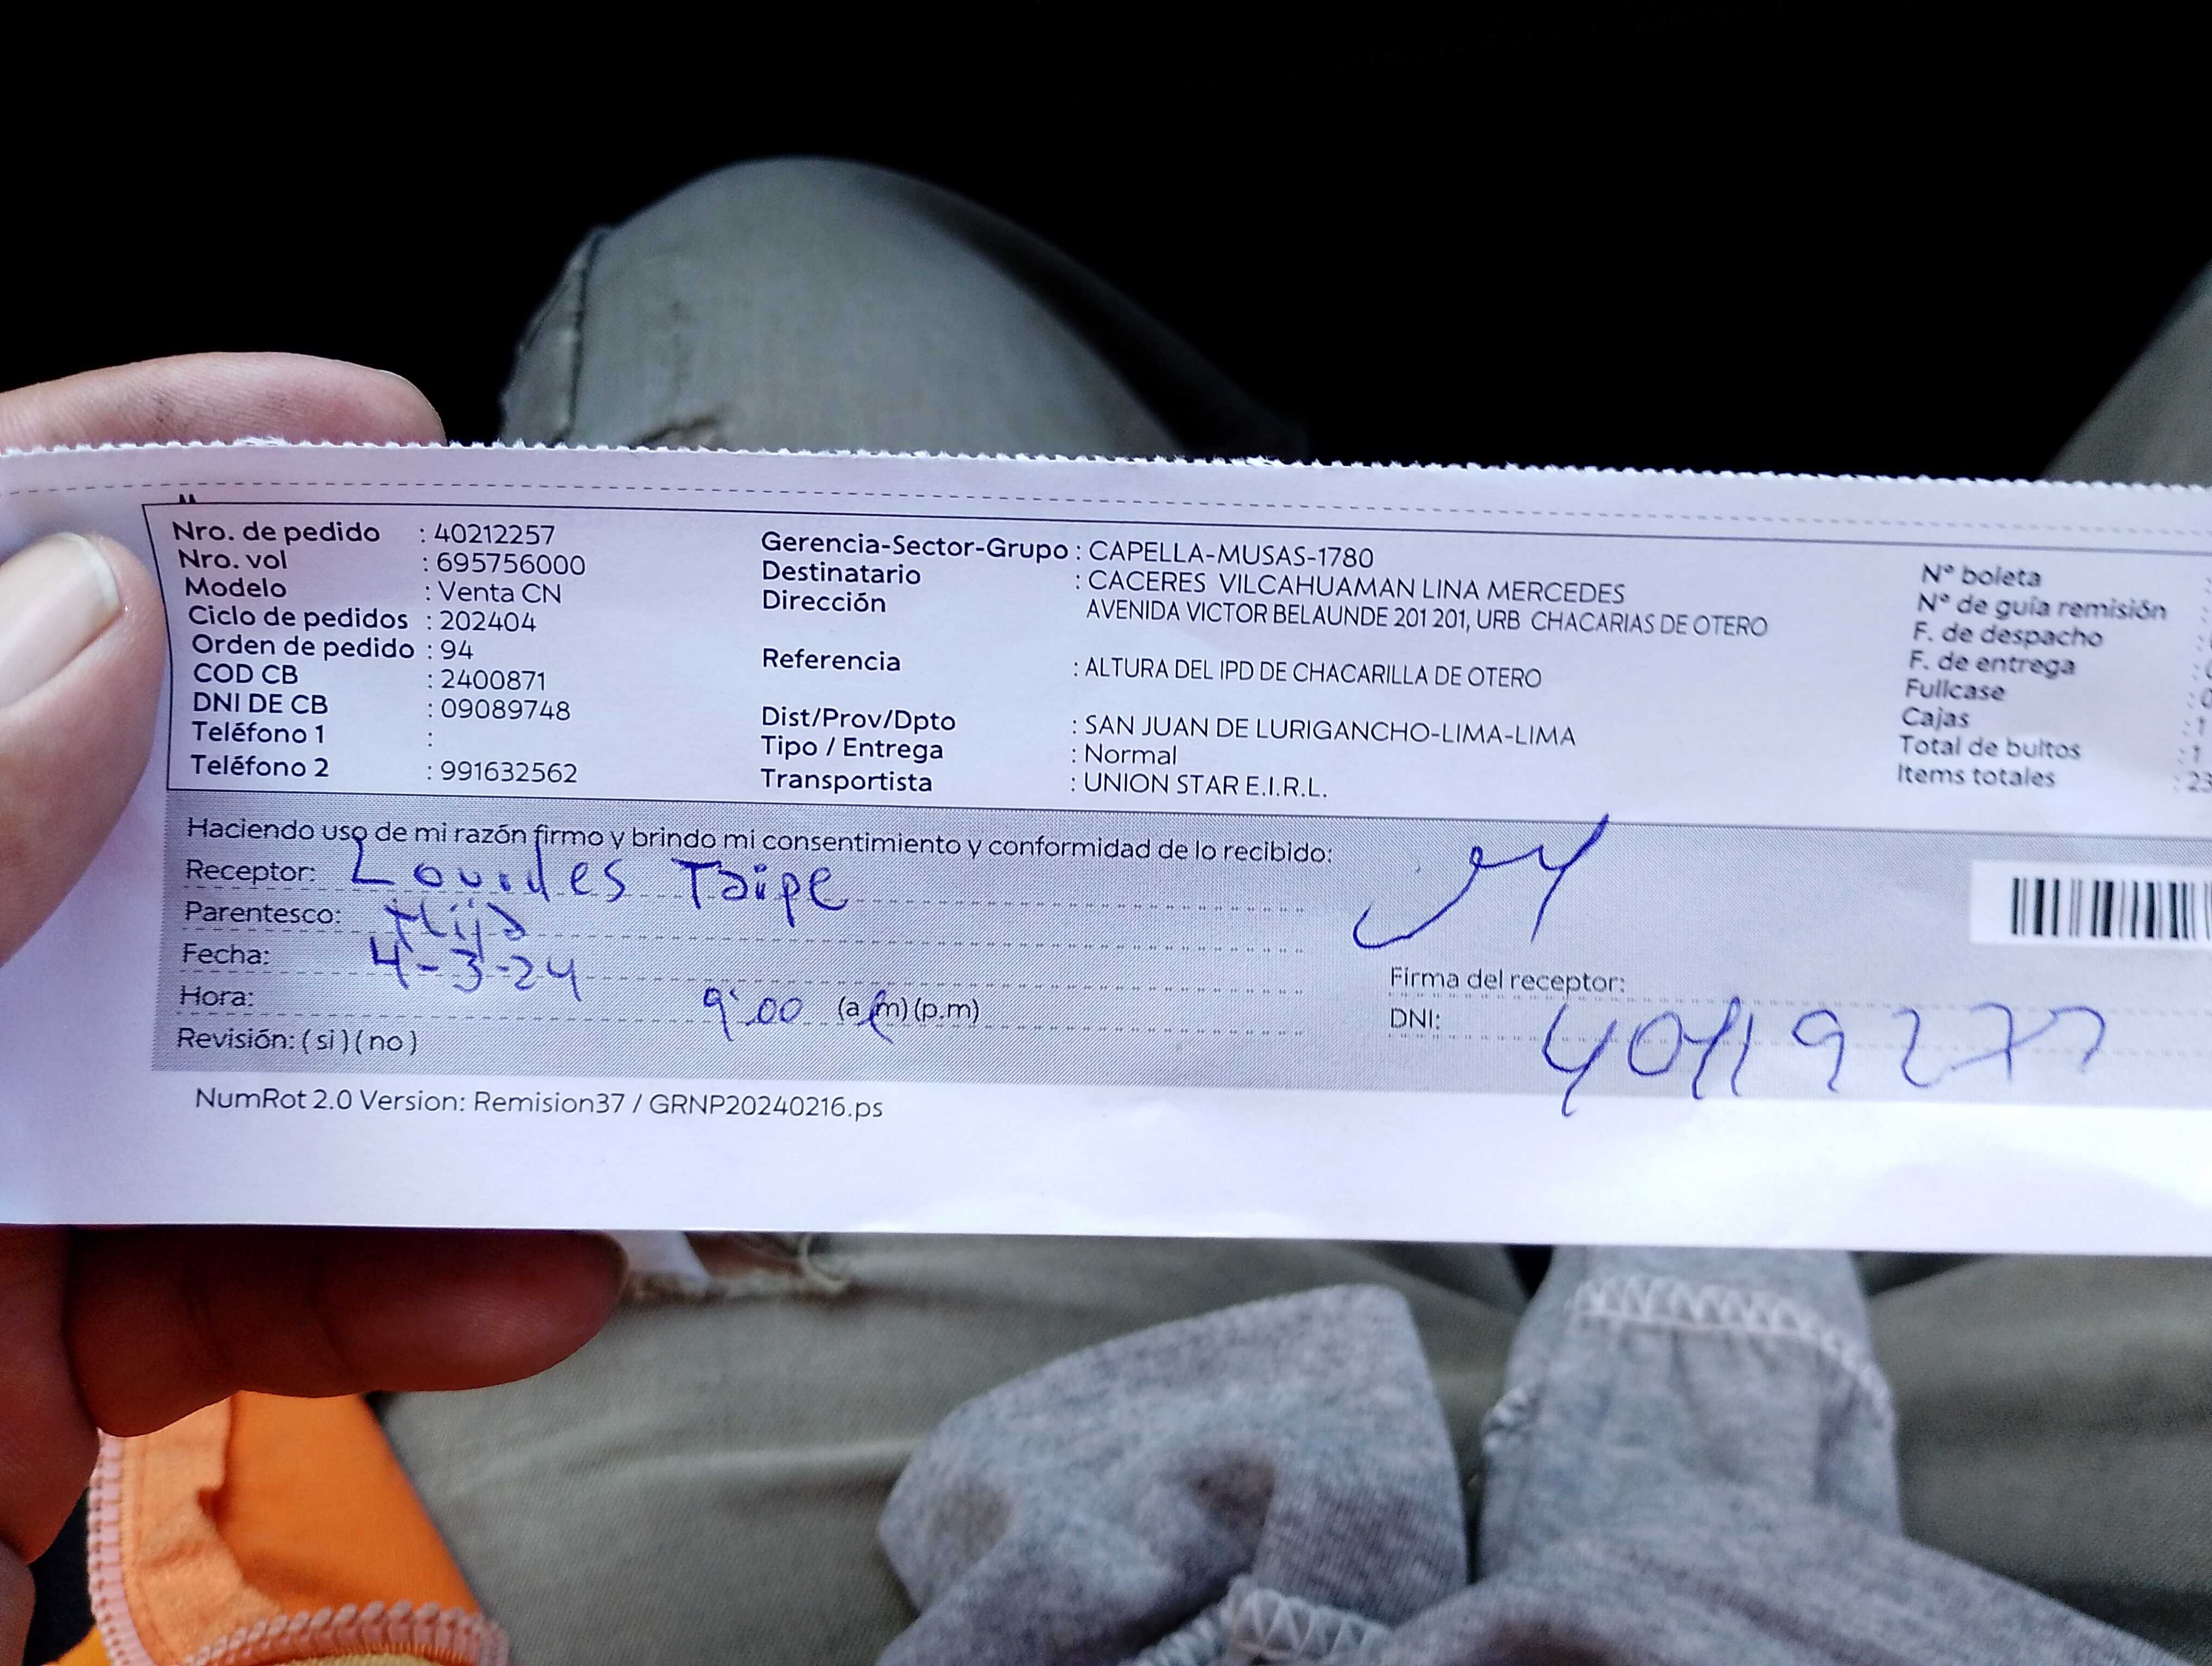 Nro. de pedido : 40212257
Nro. vol : 695756000
Modelo : Venta CN
Ciclo de pedidos : 202404
Orden de pedido : 94
COD CB : 2400871
DNI DE CB : 09089748
Teléfono 1 :
Teléfono 2 : 991632562
Gerencia-Sector-Grupo : CAPELLA-MUSAS-1780
Destinatario : CACERES VILCAHUAMAN LINA MERCEDES
Dirección AVENIDA VICTOR BELAUNDE 201 201, URB CHACARIAS DE OTERO
Referencia : ALTURA DEL IPD DE CHACARILLA DE OTERO
Dist/Prov/Dpto : SAN JUAN DE LURIGANCHO-LIMA-LIMA
Tipo / Entrega : Normal
Transportista : UNION STAR E.I.R.L.
N° boleta :
N° de guía remisión :
F. de despacho :
F. de entrega :
Fullcase :
Cajas : 1
Total de bultos : 1
Items totales : 23
Haciendo uso de mi razón firmo y brindo mi consentimiento y conformidad de lo recibido:
Receptor: Lourdes Taipe
Parentesco: Hija
Fecha: 4-3-24
Hora: 9:00 (a.m) (p.m)
Revisión: ( si ) ( no )
Firma del receptor:
DNI:
NumRot 2.0 Version: Remision37 / GRNP20240216.ps